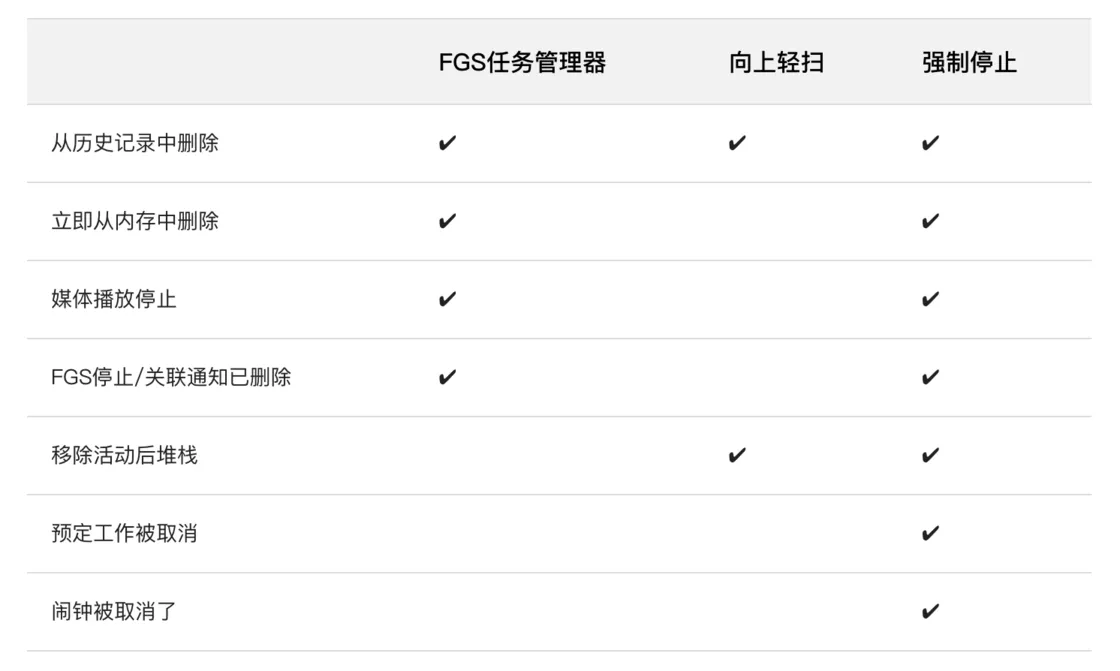 FGS任务管理器 向上轻扫 强制停止
从历史记录中删除 ✔ ✔ ✔
立即从内存中删除 ✔ ✔
媒体播放停止 ✔ ✔
FGS停止/关联通知已删除 ✔ ✔
移除活动后堆栈 ✔ ✔
预定工作被取消 ✔
闹钟被取消了 ✔